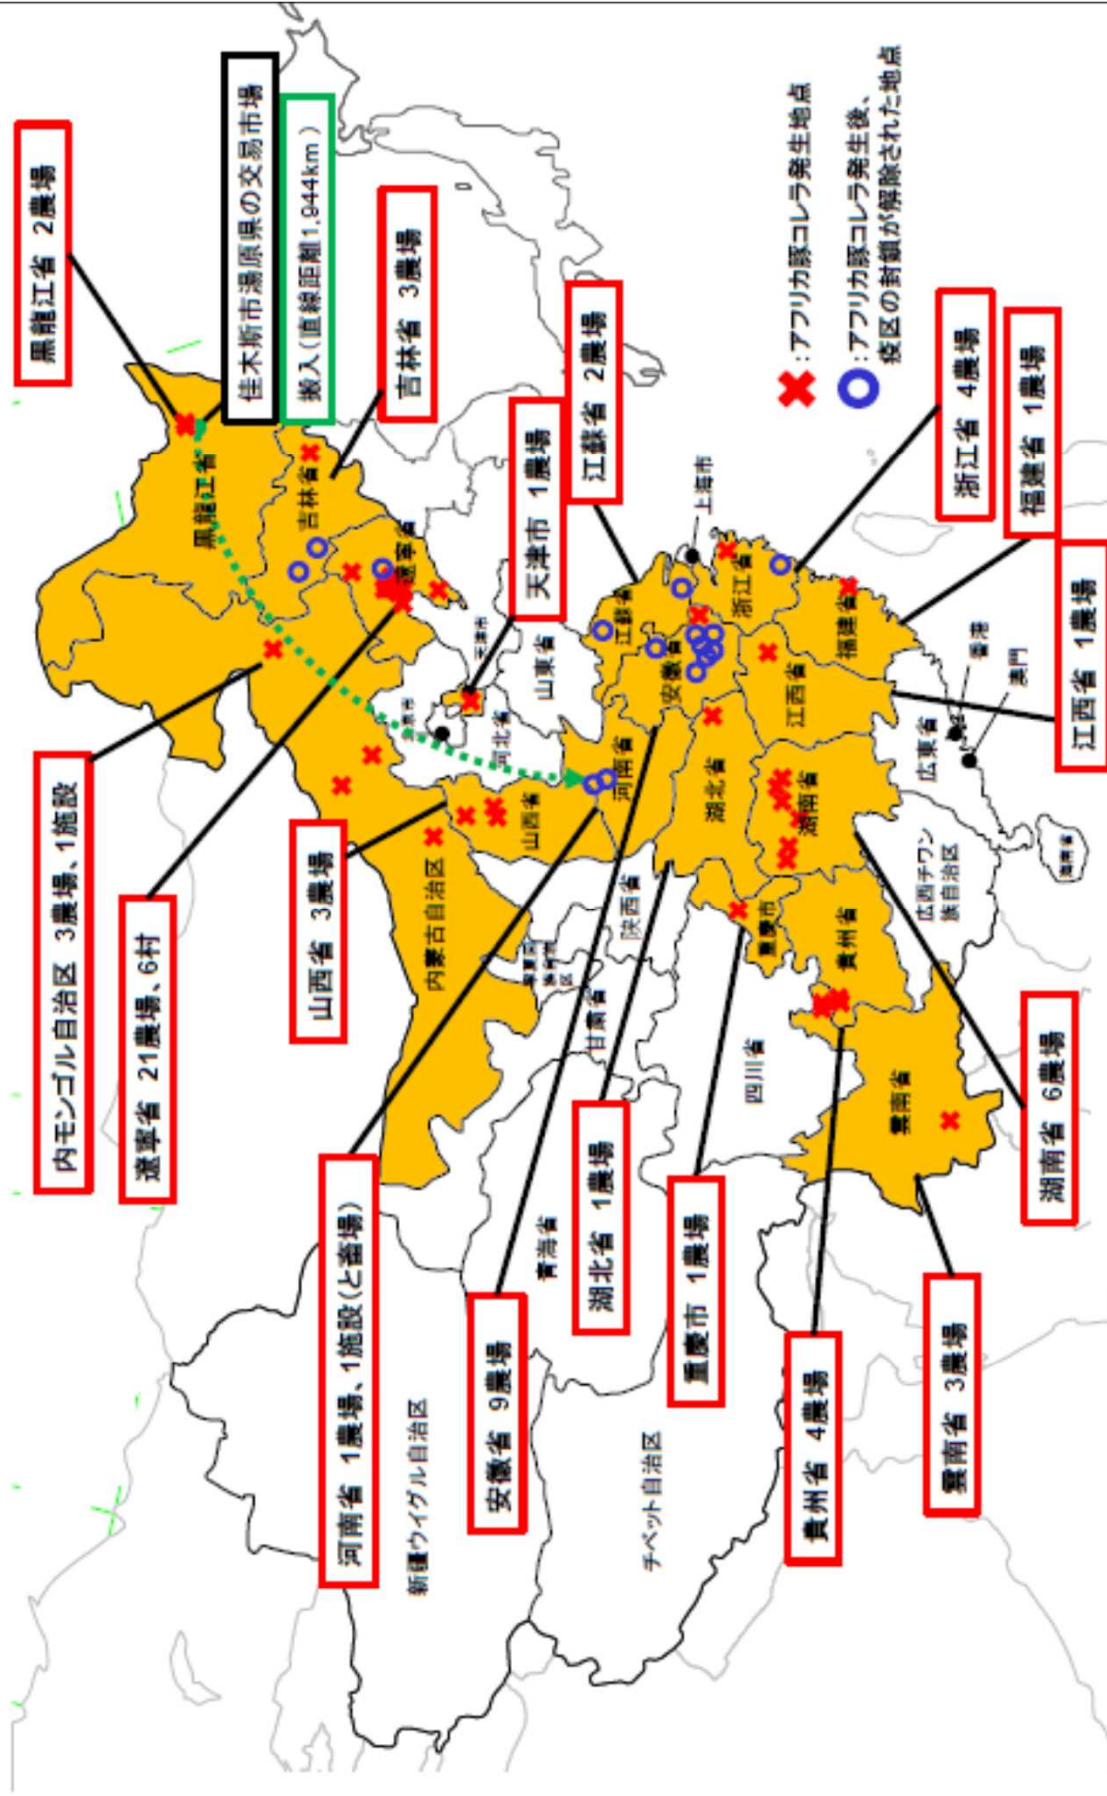 黒龍江省 2農場
佳木斯市湯原県の交易市場
搬入(直線距離1,944km)
吉林省 3農場
天津市 1農場
江蘇省 2農場
浙江省 4農場
福建省 1農場
江西省 1農場
内モンゴル自治区 3農場、1施設
遼寧省 21農場、6村
山西省 3農場
河南省 1農場、1施設(と畜場)
安徽省 9農場
湖北省 1農場
重慶市 1農場
貴州省 4農場
雲南省 3農場
湖南省 6農場
:アフリカ豚コレラ発生地点
:アフリカ豚コレラ発生後、
疫区の封鎖が解除された地点
黒龍江省
吉林省
遼寧省
内蒙古自治区
北京市
天津市
河北省
山東省
山西省
河南省
江蘇省
上海市
安徽省
浙江省
福建省
江西省
湖北省
湖南省
広東省
香港
澳門
海南省
広西チワン
族自治区
貴州省
重慶市
陝西省
甘粛省
四川省
雲南省
青海省
チベット自治区
新疆ウイグル自治区